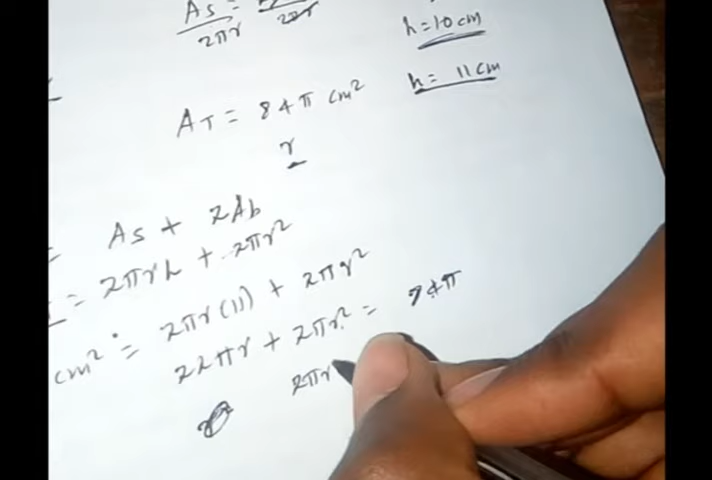 As =
2πr 2πr
h=10cm
h= 11cm
AT = 84π cm²
r
= As + 2Ab
= 2πrh + 2πr²
cm² = 2πr(11) + 2πr²
22πr + 2πr² = 84π
2πr